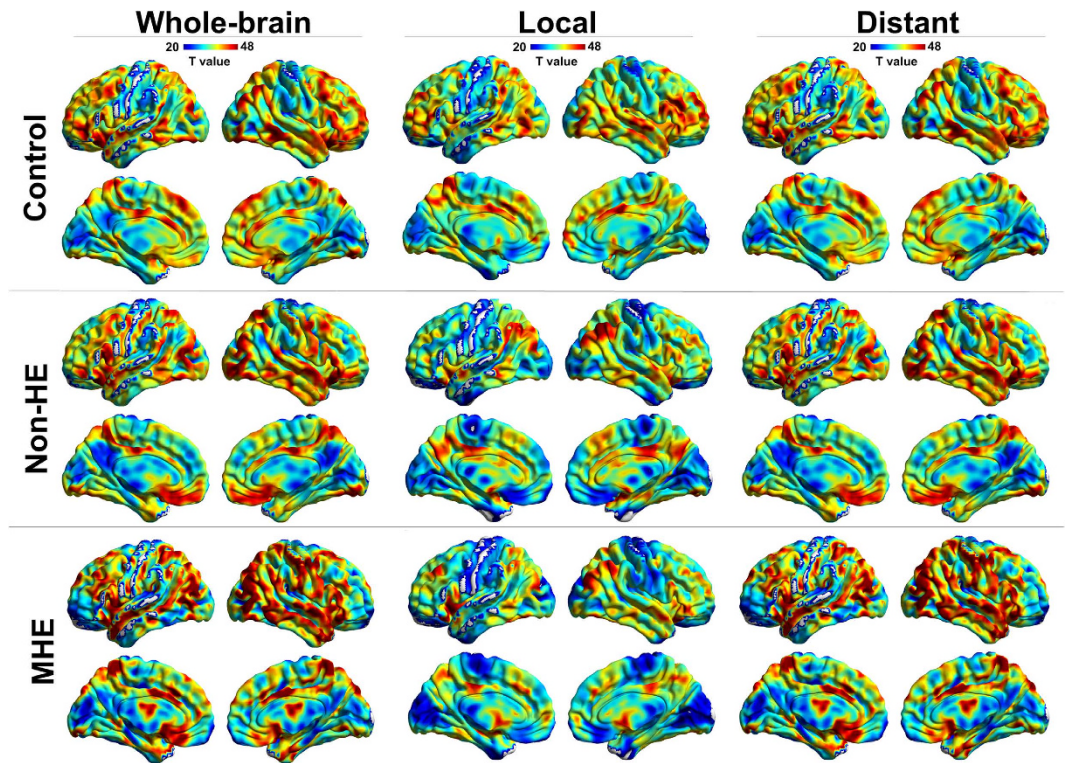 Whole-brain Local Distant
20 48 20 48 20 48
T value T value T value
Control
Non-HE
MHE